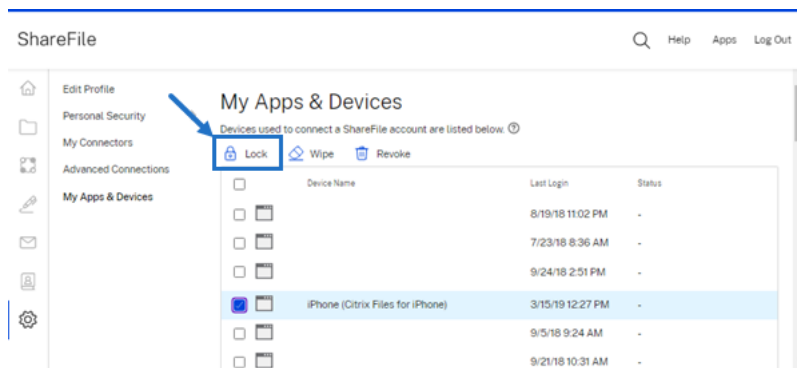 ShareFile
Help Apps Log Out
Edit Profile
Personal Security
My Connectors
Advanced Connections
My Apps & Devices
My Apps & Devices
Devices used to connect a ShareFile account are listed below.
Lock Wipe Revoke
Device Name Last Login Status
8/19/18 11:02 PM -
7/23/18 8:36 AM -
9/24/18 2:51 PM -
iPhone (Citrix Files for iPhone) 3/15/19 12:27 PM -
9/5/18 9:24 AM -
9/21/18 10:31 AM -